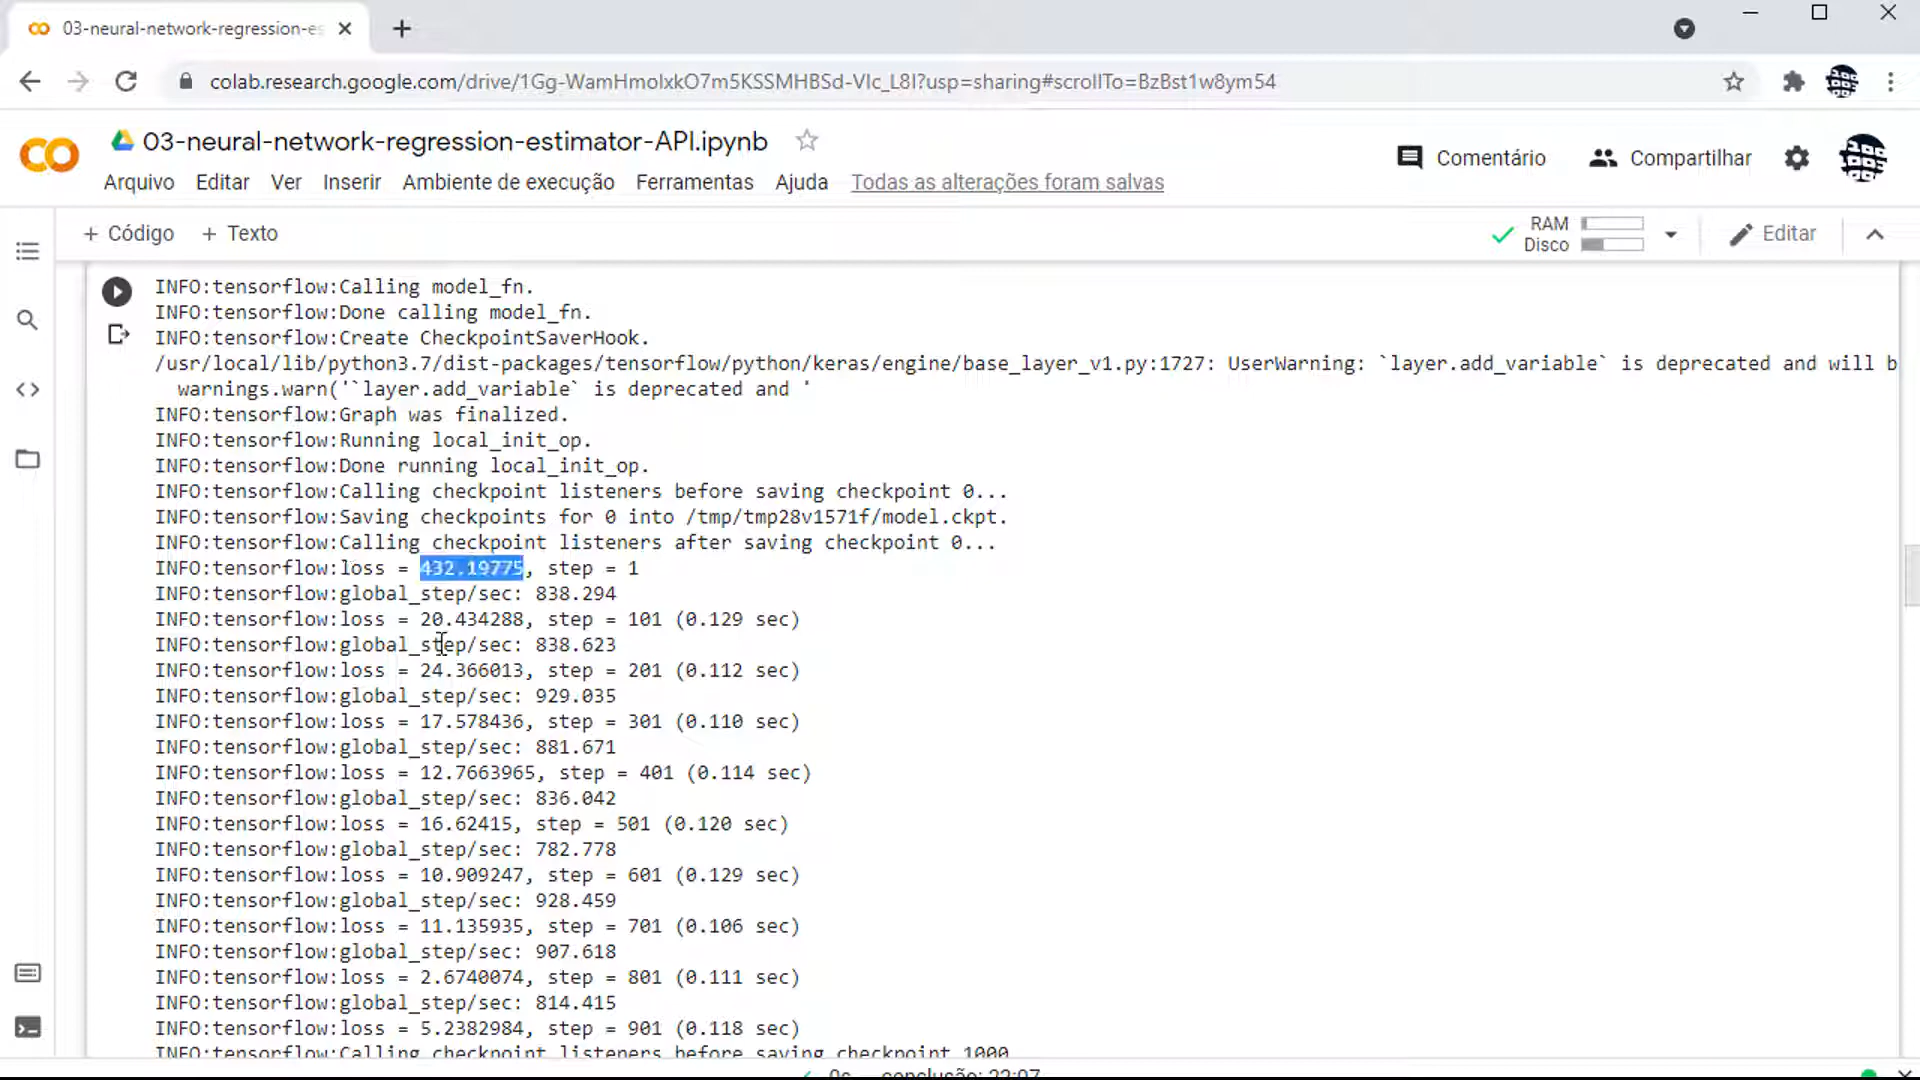 03-neural-network-regression-es
colab.research.google.com/drive/1Gg-WamHmolxkO7m5KSSMHBSd-VIc_L8I?usp=sharing#scrollTo=BzBst1w8ym54
03-neural-network-regression-estimator-API.ipynb
Comentário
Compartilhar
Arquivo Editar Ver Inserir Ambiente de execução Ferramentas Ajuda Todas as alterações foram salvas
+ Código + Texto
RAM
Disco
Editar
INFO:tensorflow:Calling model_fn.
INFO:tensorflow:Done calling model_fn.
INFO:tensorflow:Create CheckpointSaverHook.
/usr/local/lib/python3.7/dist-packages/tensorflow/python/keras/engine/base_layer_v1.py:1727: UserWarning: `layer.add_variable` is deprecated and will b
warnings.warn('`layer.add_variable` is deprecated and '
INFO:tensorflow:Graph was finalized.
INFO:tensorflow:Running local_init_op.
INFO:tensorflow:Done running local_init_op.
INFO:tensorflow:Calling checkpoint listeners before saving checkpoint 0...
INFO:tensorflow:Saving checkpoints for 0 into /tmp/tmp28v1571f/model.ckpt.
INFO:tensorflow:Calling checkpoint listeners after saving checkpoint 0...
INFO:tensorflow:loss = 432.19775, step = 1
INFO:tensorflow:global_step/sec: 838.294
INFO:tensorflow:loss = 20.434288, step = 101 (0.129 sec)
INFO:tensorflow:global_step/sec: 838.623
INFO:tensorflow:loss = 24.366013, step = 201 (0.112 sec)
INFO:tensorflow:global_step/sec: 929.035
INFO:tensorflow:loss = 17.578436, step = 301 (0.110 sec)
INFO:tensorflow:global_step/sec: 881.671
INFO:tensorflow:loss = 12.7663965, step = 401 (0.114 sec)
INFO:tensorflow:global_step/sec: 836.042
INFO:tensorflow:loss = 16.62415, step = 501 (0.120 sec)
INFO:tensorflow:global_step/sec: 782.778
INFO:tensorflow:loss = 10.909247, step = 601 (0.129 sec)
INFO:tensorflow:global_step/sec: 928.459
INFO:tensorflow:loss = 11.135935, step = 701 (0.106 sec)
INFO:tensorflow:global_step/sec: 907.618
INFO:tensorflow:loss = 2.6740074, step = 801 (0.111 sec)
INFO:tensorflow:global_step/sec: 814.415
INFO:tensorflow:loss = 5.2382984, step = 901 (0.118 sec)
INFO:tensorflow:Calling checkpoint listeners before saving checkpoint 1000
0s conclusão: 22:07